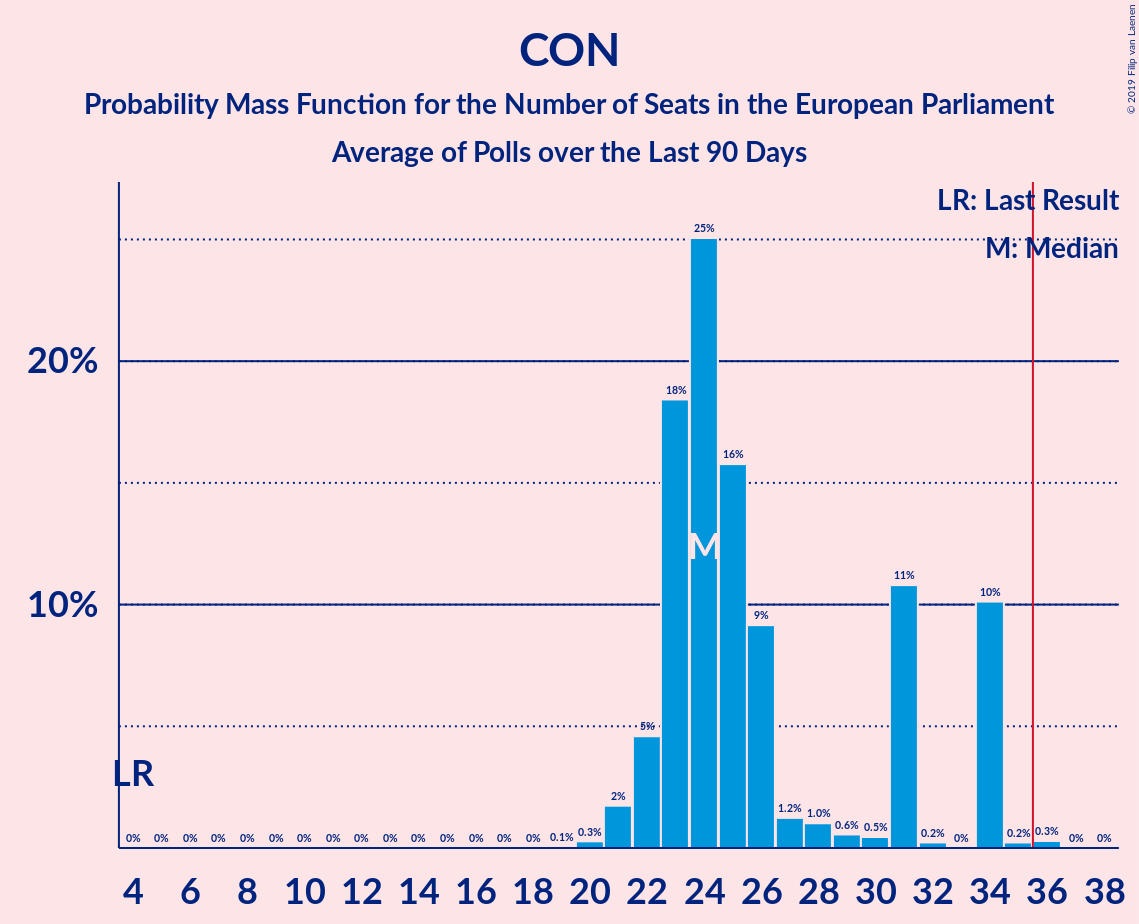 CON
Probability Mass Function for the Number of Seats in the European Parliament
Average of Polls over the Last 90 Days
© 2019 Filip van Laenen
LR: Last Result
M: Median
20%
10%
LR
M
0% 0% 0% 0% 0% 0% 0% 0% 0% 0% 0% 0% 0% 0% 0% 0.1% 0.3% 2% 5% 18% 25% 16% 9% 1.2% 1.0% 0.6% 0.5% 11% 0.2% 0% 10% 0.2% 0.3% 0% 0%
4 6 8 10 12 14 16 18 20 22 24 26 28 30 32 34 36 38